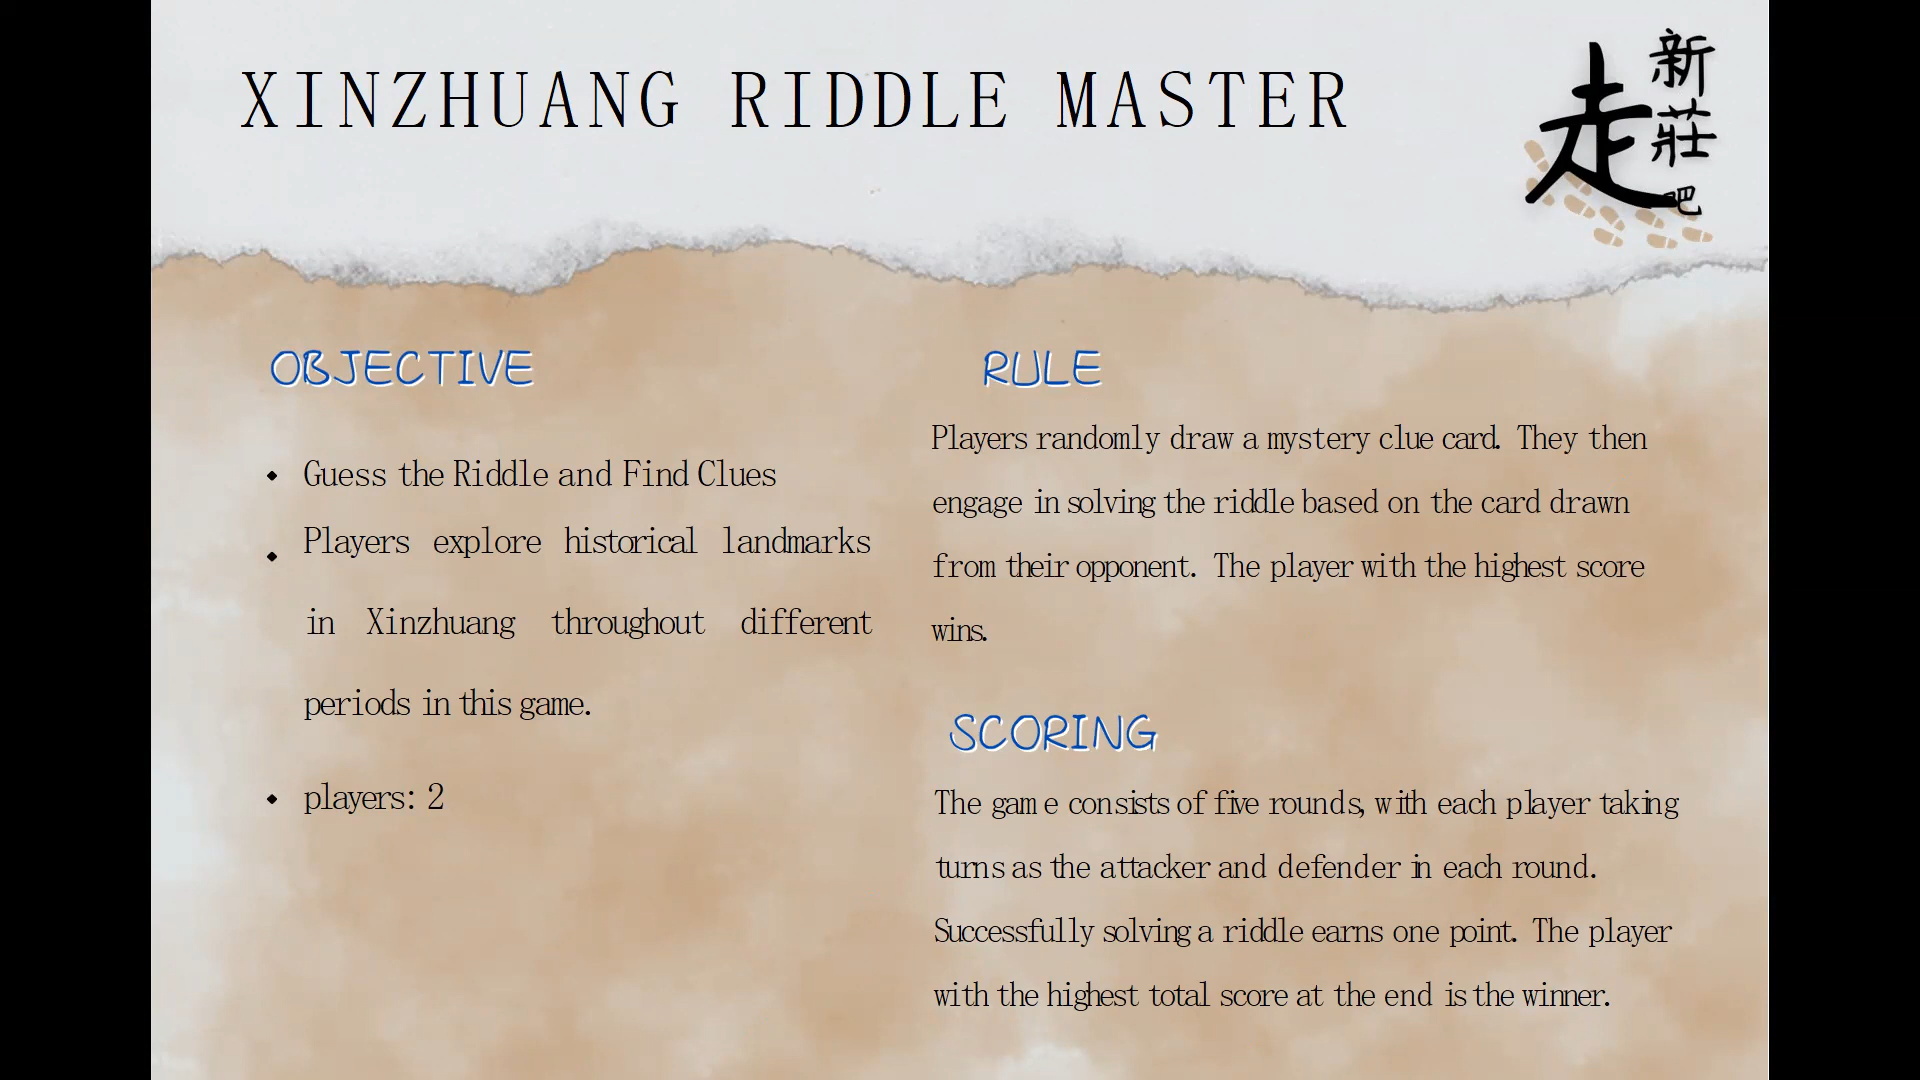 XINZHUANG RIDDLE MASTER
走
新
莊
吧
OBJECTIVE
Guess the Riddle and Find Clues
Players explore historical landmarks
in Xinzhuang throughout different
periods in this game.
players: 2
RULE
Players randomly draw a mystery clue card. They then
engage in solving the riddle based on the card drawn
from their opponent. The player with the highest score
wins.
SCORING
The game consists of five rounds, with each player taking
turns as the attacker and defender in each round.
Successfully solving a riddle earns one point. The player
with the highest total score at the end is the winner.